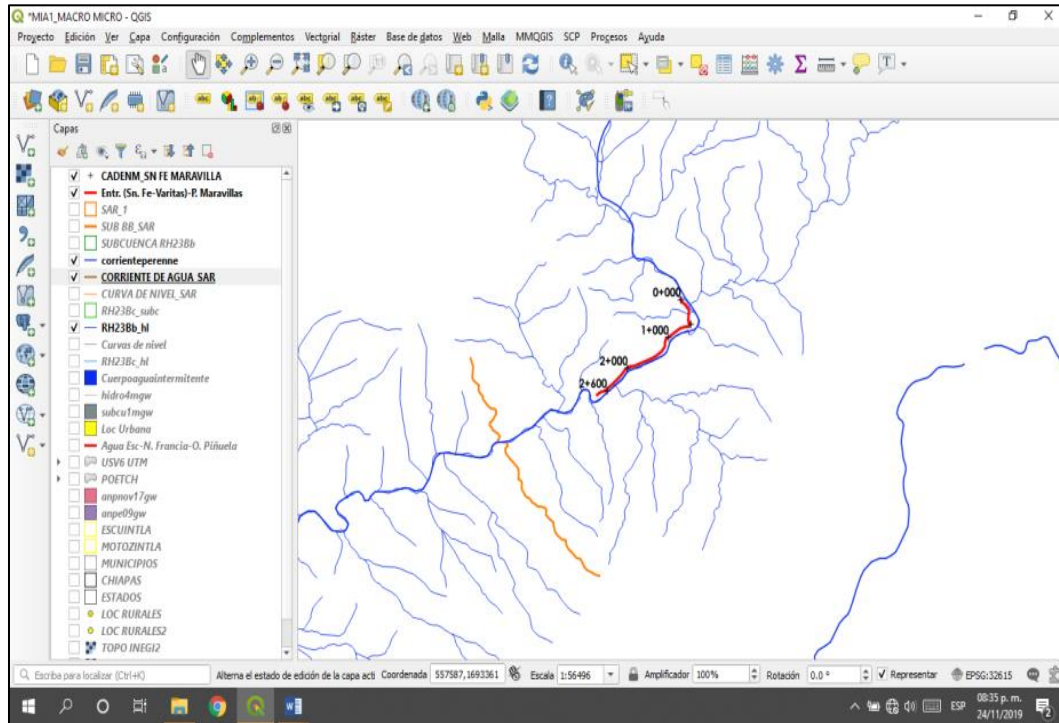 *MIA1_MACRO MICRO - QGIS
Proyecto Edición Ver Capa Configuración Complementos Vectorial Ráster Base de datos Web Malla MMQGIS SCP Procesos Ayuda
Capas
CADENM_SN FE MARAVILLA
Entr. (Sn. Fe-Varitas)-P. Maravillas
SAR_1
SUB BB_SAR
SUBCUENCA RH23Bb
corrienteperenne
CORRIENTE DE AGUA_SAR
CURVA DE NIVEL_SAR
RH23Bc_subc
RH23Bb_hl
Curvas de nivel
RH23Bc_hl
Cuerpoaguaintermitente
hidro4mgw
subcu1mgw
Loc Urbana
Agua Esc-N. Francia-O. Piñuela
USV6 UTM
POETCH
anpnov17gw
anpe09gw
ESCUINTLA
MOTOZINTLA
MUNICIPIOS
CHIAPAS
ESTADOS
LOC RURALES
LOC RURALES2
TOPO INEGI2
0+000
1+000
2+000
2+600
Escriba para localizar (Ctrl+K) Alterna el estado de edición de la capa acti Coordenada 557587,1693361 Escala 1:56496 Amplificador 100% Rotación 0.0 ° Representar EPSG:32615
ESP 08:35 p. m.
24/11/2019